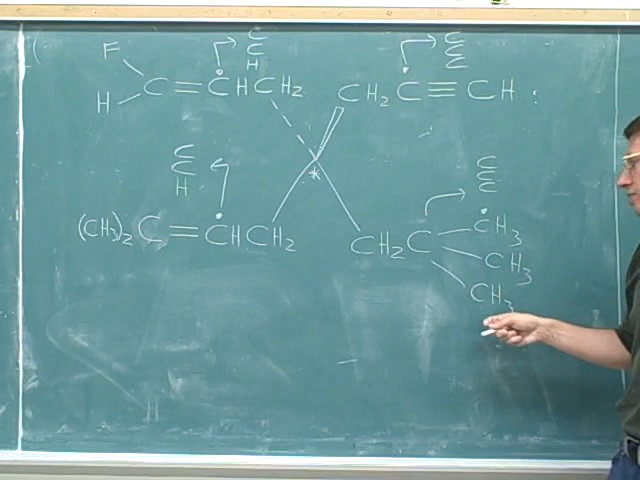 C C
C C
F H C
C = CHCH₂ CH₂C ≡ CH :
H
*
C C
C C
H C
(CH₃)₂C = CHCH₂ CH₂C CH₃
CH₃
CH₃